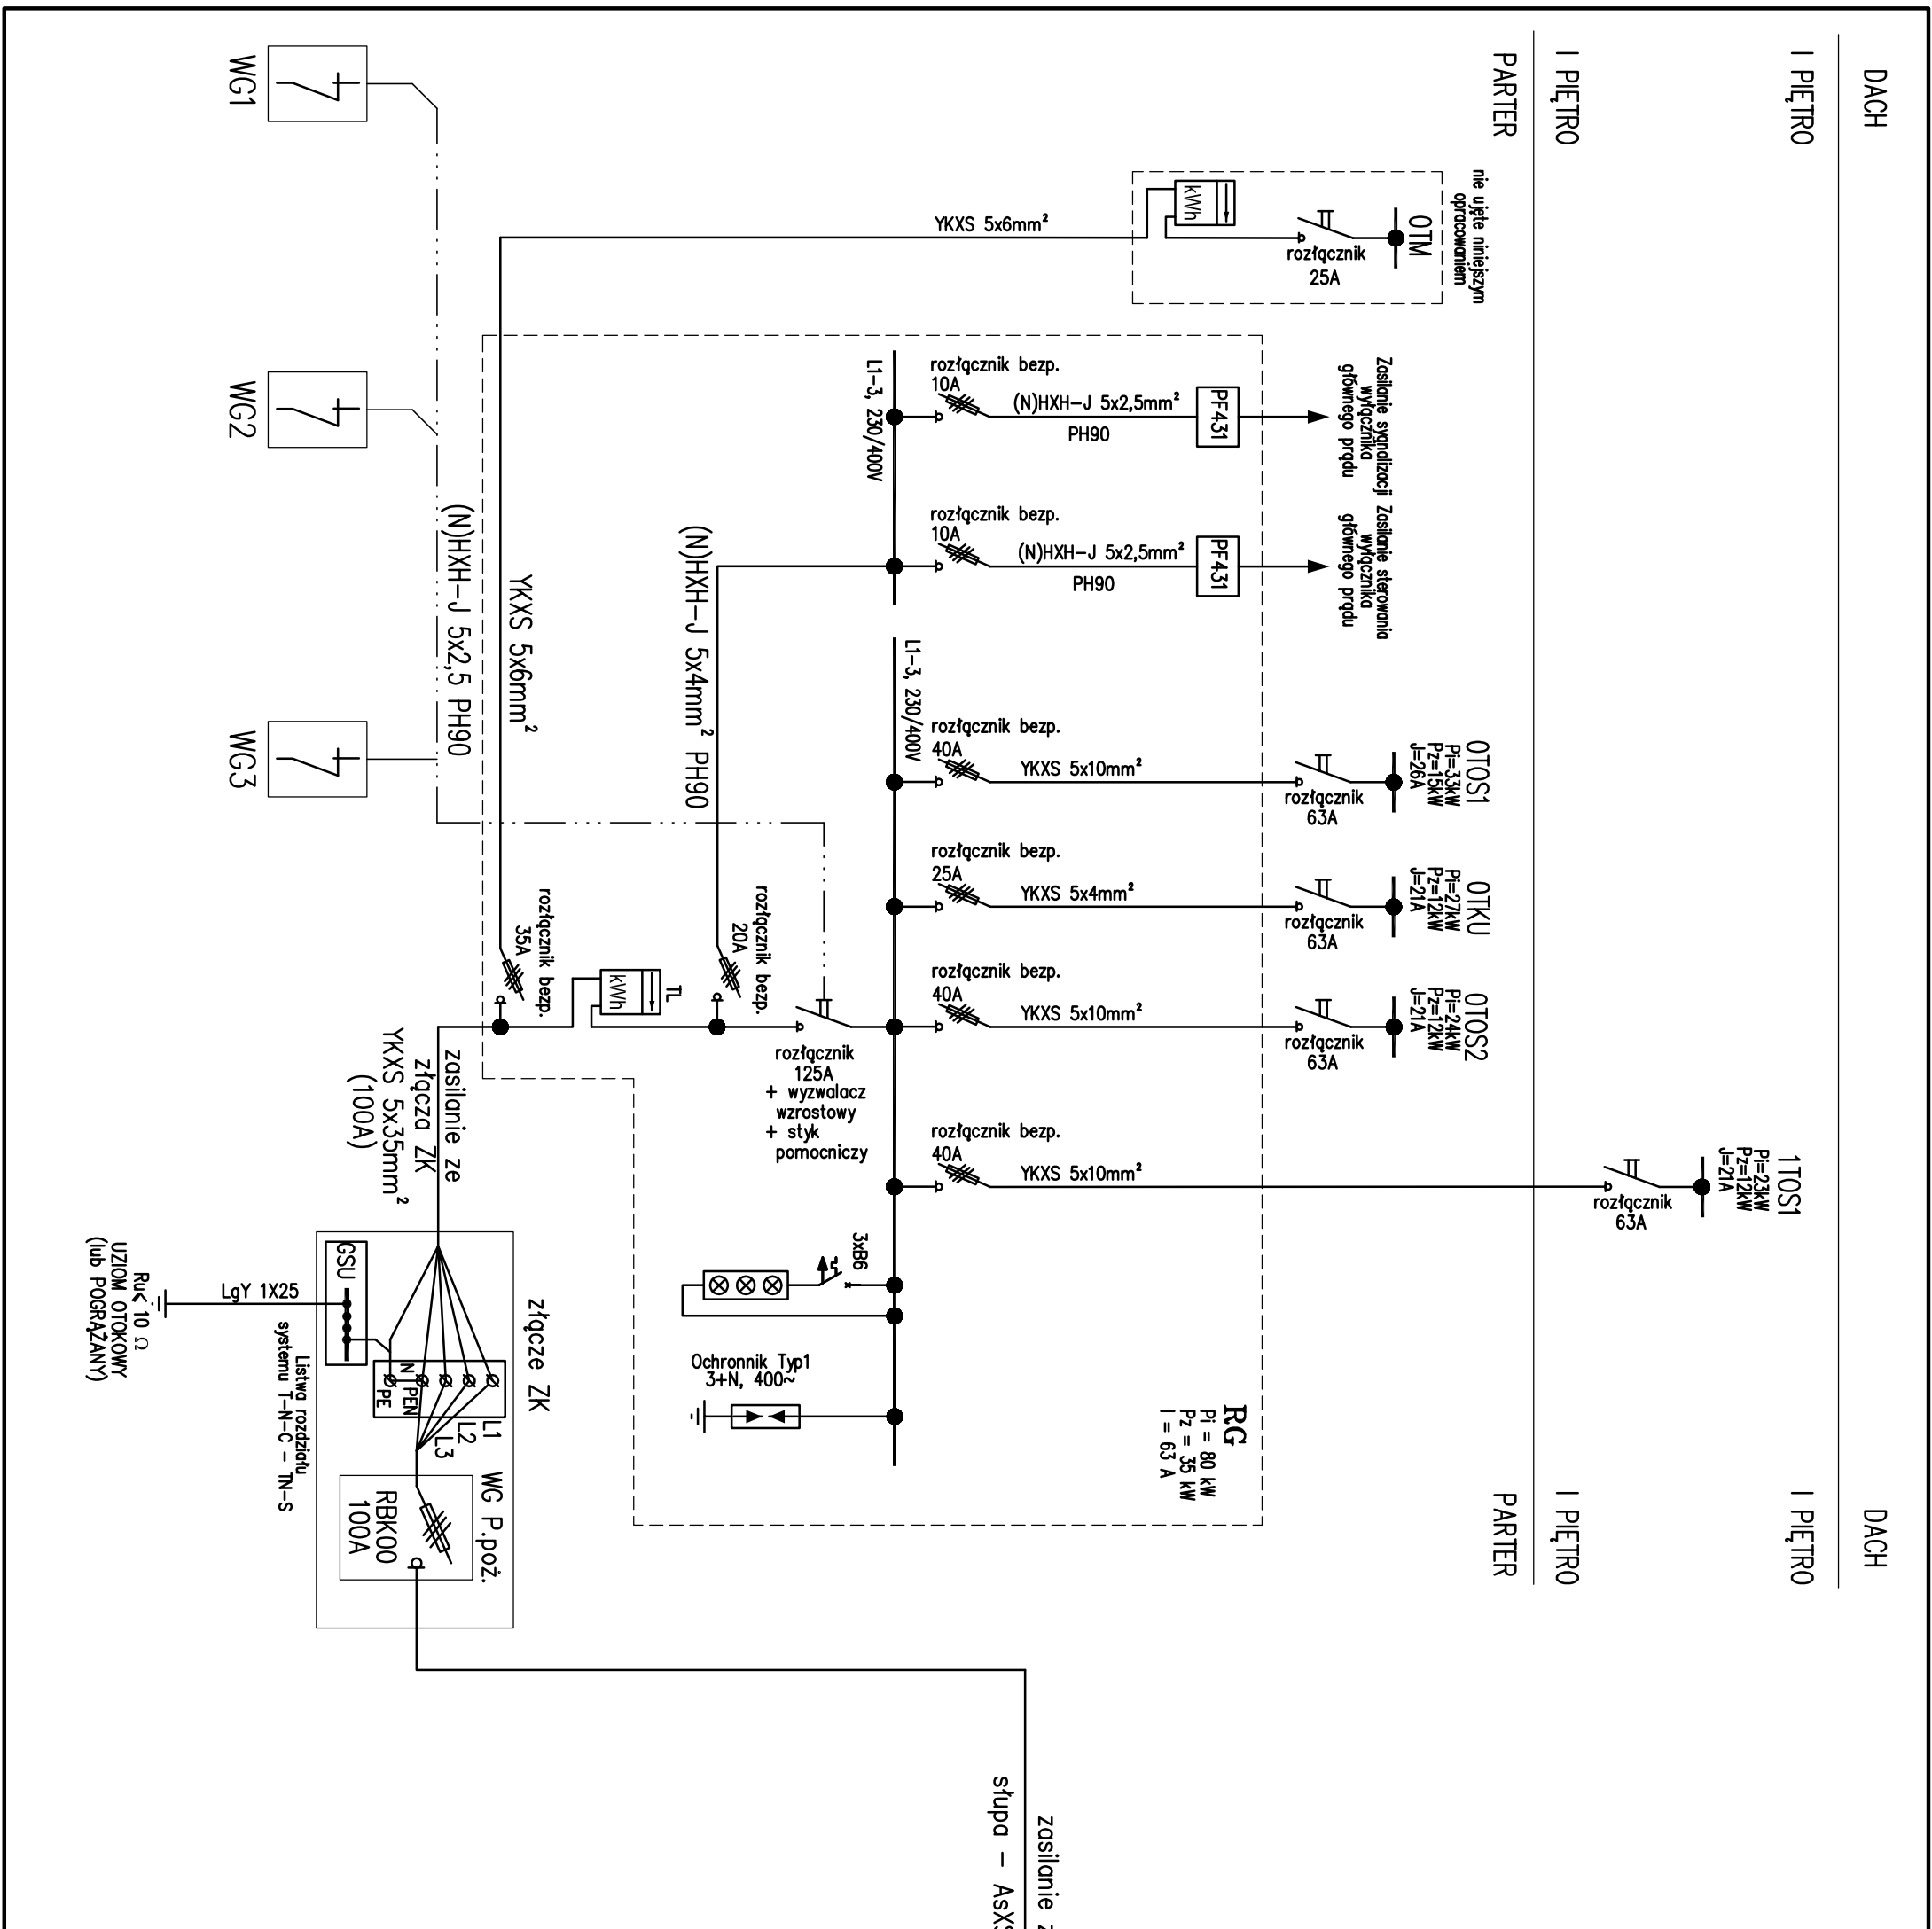 DACH
I PIĘTRO
I PIĘTRO
PARTER
DACH
I PIĘTRO
I PIĘTRO
PARTER
nie ujęte niniejszym
opracowaniem
OTM
kWh
rozłącznik
25A
YKXS 5x6mm²
WG1
WG2
WG3
(N)HXH-J 5x2,5 PH90
YKXS 5x6mm²
(N)HXH-J 5x4mm² PH90
L1-3, 230/400V
rozłącznik bezp.
10A
(N)HXH-J 5x2,5mm²
PH90
PF431
Zasilanie sygnalizacji
wyłącznika
głównego prądu
rozłącznik bezp.
10A
(N)HXH-J 5x2,5mm²
PH90
PF431
Zasilanie sterowania
wyłącznika
głównego prądu
L1-3, 230/400V
rozłącznik bezp.
40A
YKXS 5x10mm²
rozłącznik
63A
OTOS1
Pi=33kW
Pz=15kW
J=26A
rozłącznik bezp.
25A
YKXS 5x4mm²
rozłącznik
63A
OTKU
Pi=27kW
Pz=12kW
J=21A
rozłącznik bezp.
40A
YKXS 5x10mm²
rozłącznik
63A
OTOS2
Pi=24kW
Pz=12kW
J=21A
rozłącznik bezp.
40A
YKXS 5x10mm²
rozłącznik
63A
1TOS1
Pi=23kW
Pz=12kW
J=21A
rozłącznik bezp.
35A
kWh
TL
rozłącznik bezp.
20A
rozłącznik
125A
+ wyzwalacz
wzrostowy
+ styk
pomocniczy
3xB6
Ochronnik Typ1
3+N, 400~
RG
Pi = 80 kW
Pz = 35 kW
I = 63 A
zasilanie ze
złącza ZK
YKXS 5x35mm²
(100A)
złącze ZK
GSU
LgY 1X25
Ru< 10 Ω
UZIOM OTOKOWY
(lub POGRĄŻANY)
Listwa rozdziału
systemu T-N-C - TN-S
N
PE
PEN
L1
L2
L3
WG P.poż.
RBK00
100A
zasilanie
słupa - AsXS